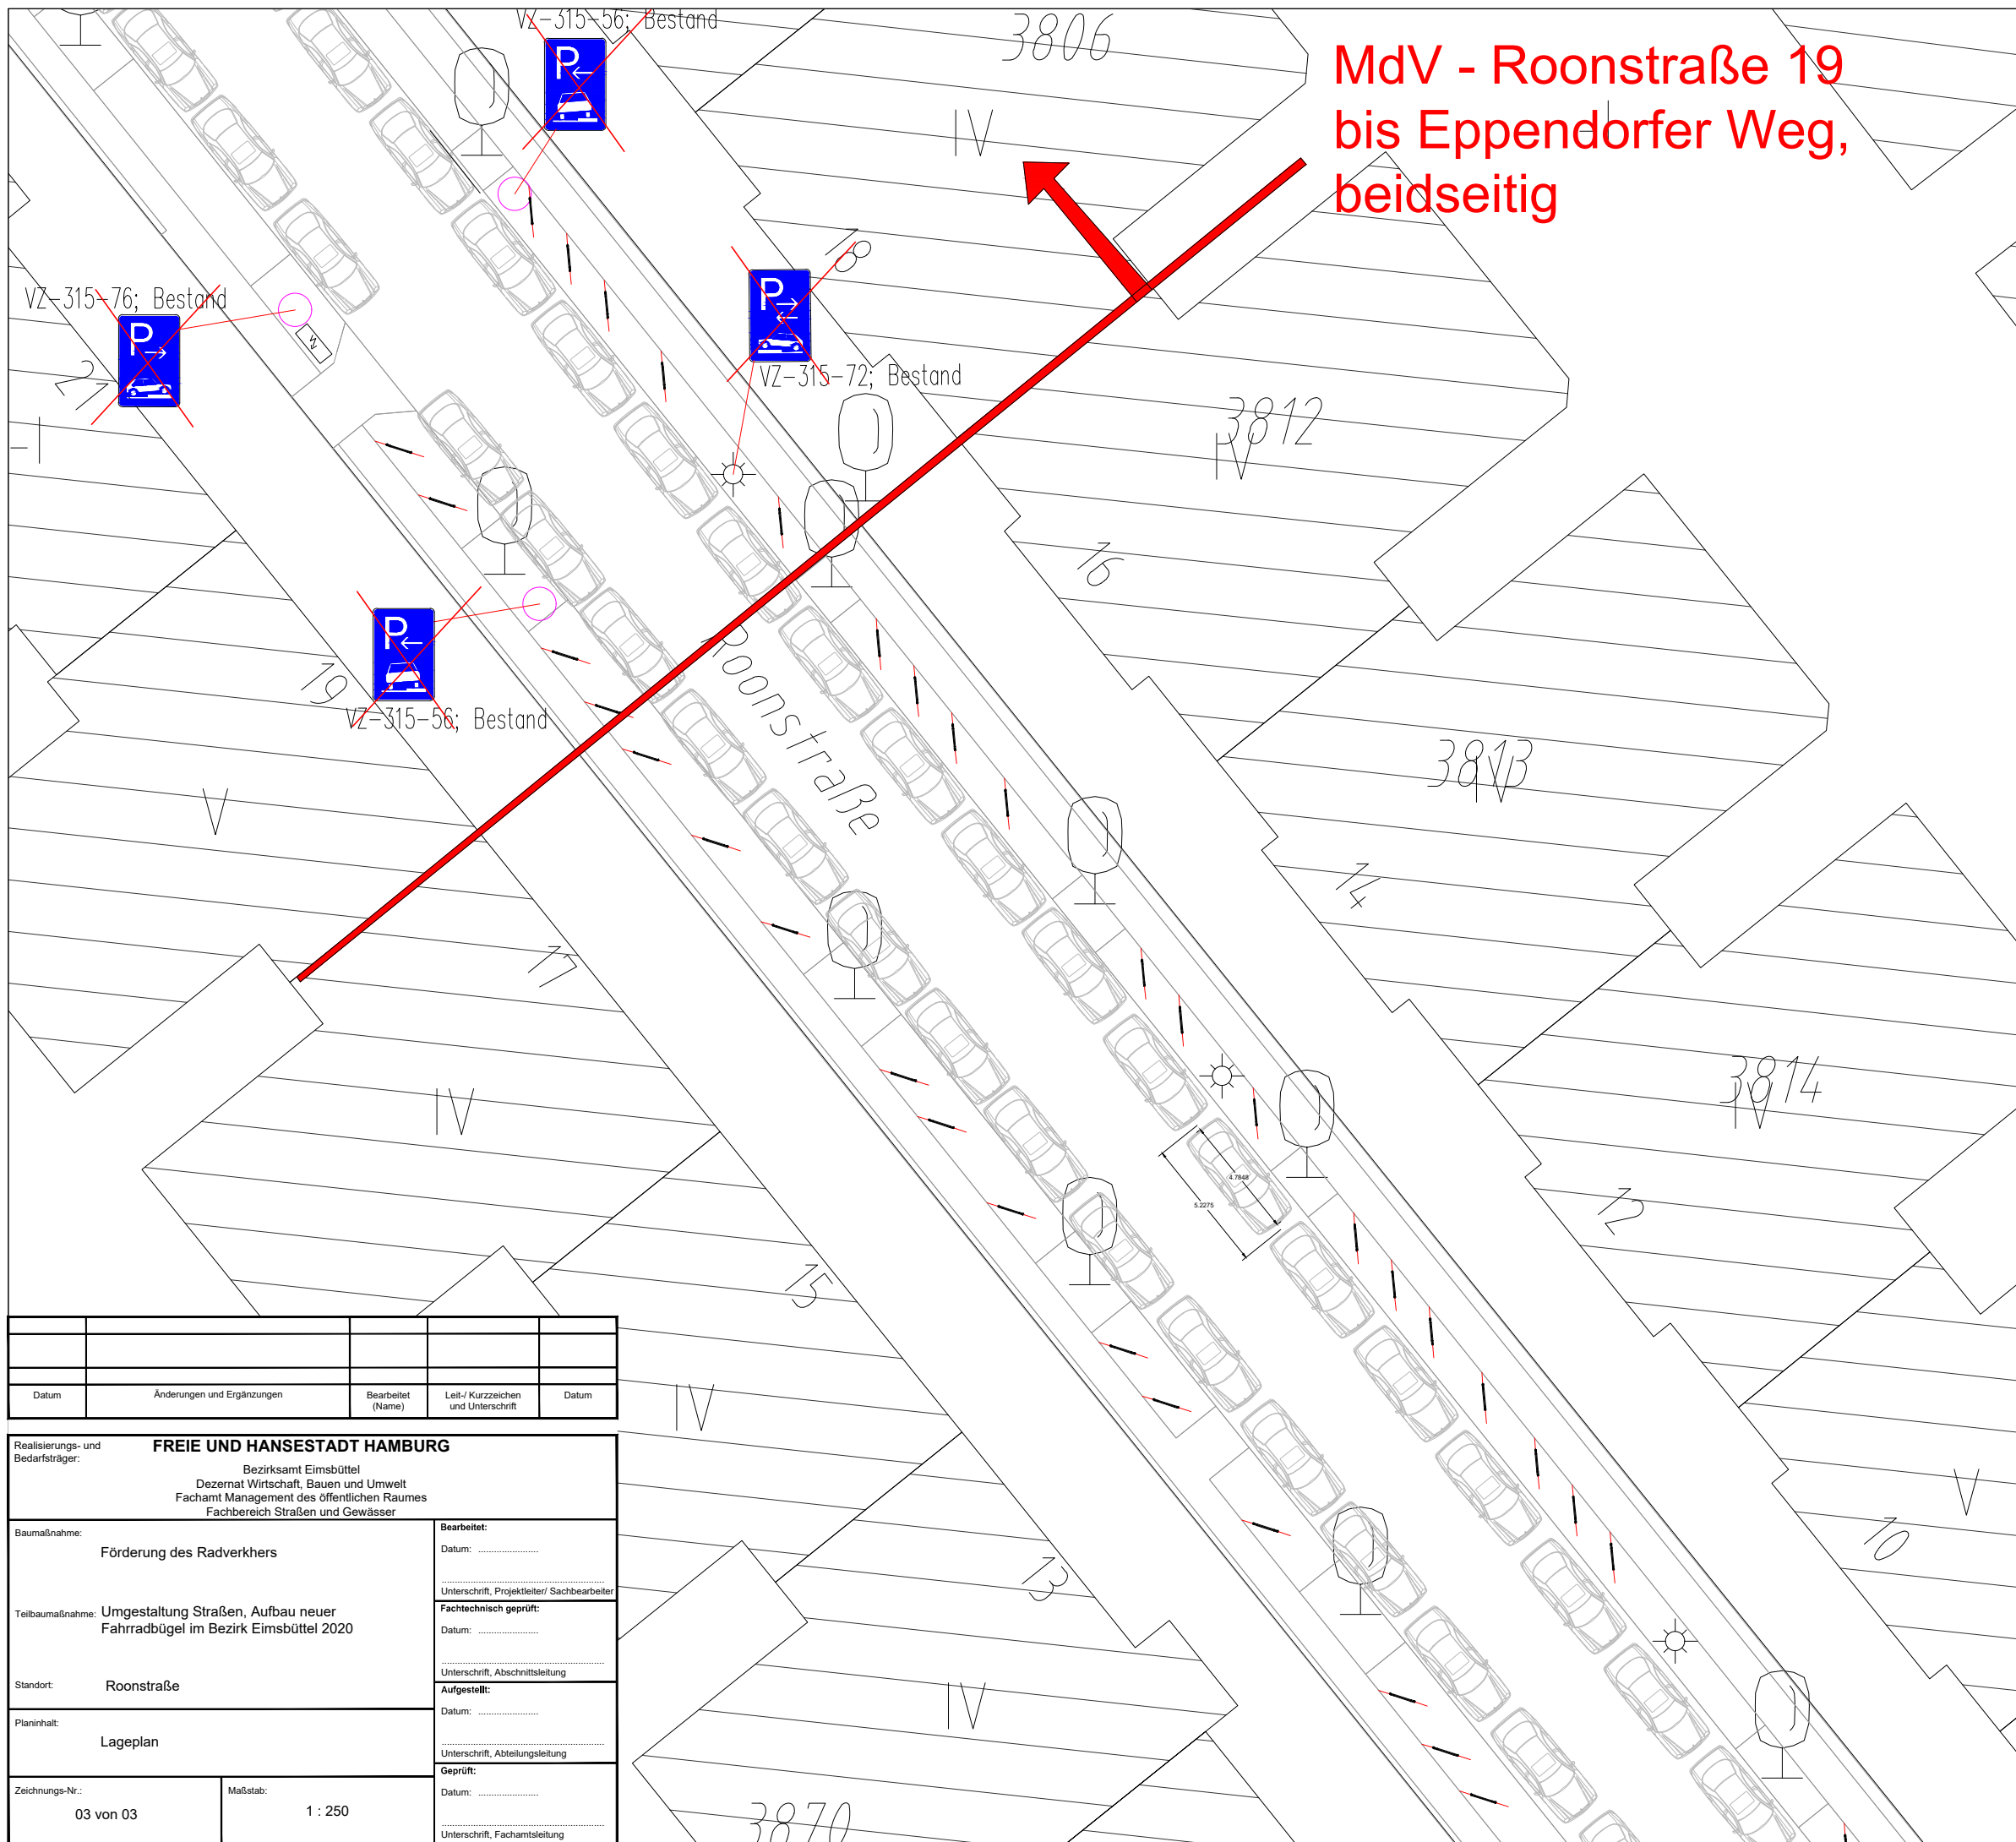 VZ-315-56; Bestand
P
3806
MdV - Roonstraße 19
bis Eppendorfer Weg,
beidseitig
IV
18
VZ-315-76; Bestand
P
P
VZ-315-72; Bestand
21
3812
IV
16
P
VZ-315-56; Bestand
19
Roonstraße
3813
IV
V
14
17
3814
IV
IV
4.7848
5.2275
12
15
IV
V
10
13
IV
3870
Datum
Änderungen und Ergänzungen
Bearbeitet
(Name)
Leit-/ Kurzzeichen
und Unterschrift
Datum
Realisierungs- und
Bedarfsträger:
FREIE UND HANSESTADT HAMBURG
Bezirksamt Eimsbüttel
Dezernat Wirtschaft, Bauen und Umwelt
Fachamt Management des öffentlichen Raumes
Fachbereich Straßen und Gewässer
Baumaßnahme:
Förderung des Radverkhers
Teilbaumaßnahme: Umgestaltung Straßen, Aufbau neuer
Fahrradbügel im Bezirk Eimsbüttel 2020
Standort: Roonstraße
Planinhalt:
Lageplan
Zeichnungs-Nr.:
03 von 03
Maßstab:
1 : 250
Bearbeitet:
Datum: ......................
Unterschrift, Projektleiter/ Sachbearbeiter
Fachtechnisch geprüft:
Datum: ......................
Unterschrift, Abschnittsleitung
Aufgestellt:
Datum: ......................
Unterschrift, Abteilungsleitung
Geprüft:
Datum: ......................
Unterschrift, Fachamtsleitung